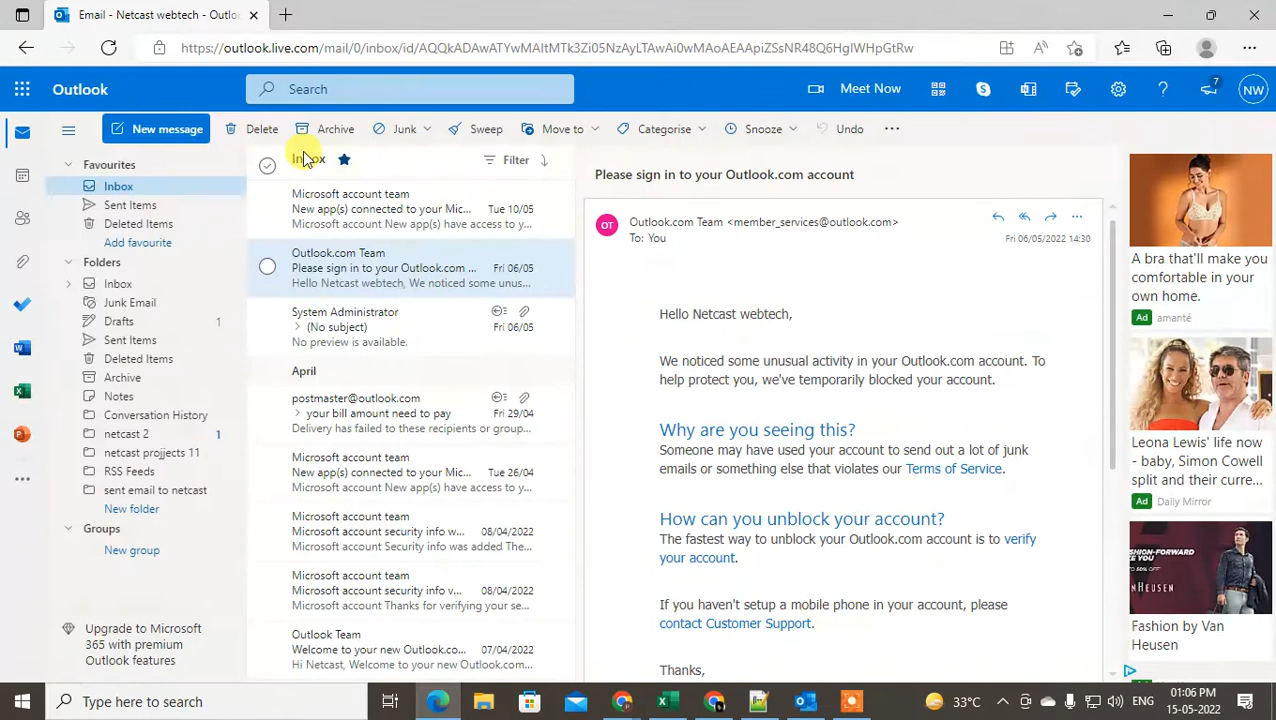 Email - Netcast webtech - Outlo
https://outlook.live.com/mail/0/inbox/id/AQQkADAwATYwMAItMTk3Zi05NzAyLTAwAi0wMAoAEAApiZSsNR48Q6HgIWHpGtRw
Outlook
Search
Meet Now
7
NW
New message
Delete
Archive
Junk
Sweep
Move to
Categorise
Snooze
Undo
Favourites
Inbox
Sent Items
Deleted Items
Add favourite
Folders
Inbox
Junk Email
Drafts 1
Sent Items
Deleted Items
Archive
Notes
Conversation History
netcast 2 1
netcast projjects 11
RSS Feeds
sent email to netcast
New folder
Groups
New group
Upgrade to Microsoft
365 with premium
Outlook features
Inbox
Filter
Microsoft account team
New app(s) connected to your Mic... Tue 10/05
Microsoft account New app(s) have access to y...
Outlook.com Team
Please sign in to your Outlook.com ... Fri 06/05
Hello Netcast webtech, We noticed some unus...
System Administrator
(No subject) Fri 06/05
No preview is available.
April
postmaster@outlook.com
your bill amount need to pay Fri 29/04
Delivery has failed to these recipients or group...
Microsoft account team
New app(s) connected to your Mic... Tue 26/04
Microsoft account New app(s) have access to y...
Microsoft account team
Microsoft account security info w... 08/04/2022
Microsoft account Security info was added The...
Microsoft account team
Microsoft account security info v... 08/04/2022
Microsoft account Thanks for verifying your se...
Outlook Team
Welcome to your new Outlook.co... 07/04/2022
Hi Netcast, Welcome to your new Outlook.com...
Please sign in to your Outlook.com account
OT
Outlook.com Team <member_services@outlook.com>
To: You
Fri 06/05/2022 14:30
Hello Netcast webtech,
We noticed some unusual activity in your Outlook.com account. To
help protect you, we've temporarily blocked your account.
Why are you seeing this?
Someone may have used your account to send out a lot of junk
emails or something else that violates our Terms of Service.
How can you unblock your account?
The fastest way to unblock your Outlook.com account is to verify
your account.
If you haven't setup a mobile phone in your account, please
contact Customer Support.
Thanks,
A bra that'll make you
comfortable in your
own home.
Ad amanté
Leona Lewis' life now
- baby, Simon Cowell
split and their curre...
Ad Daily Mirror
Fashion by Van
Heusen
Type here to search
33°C
ENG
01:06 PM
15-05-2022